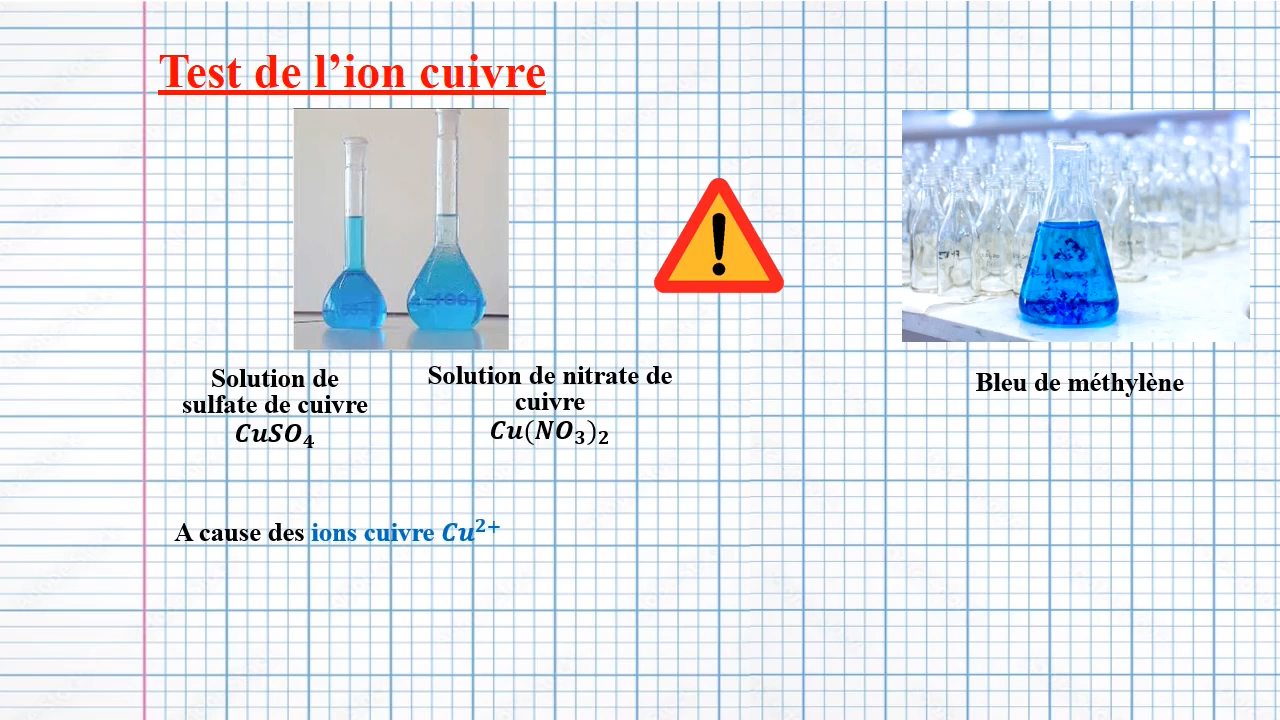 Test de l’ion cuivre
Solution de
sulfate de cuivre
CuSO₄
Solution de nitrate de
cuivre
Cu(NO₃)₂
Bleu de méthylène
A cause des ions cuivre Cu²⁺